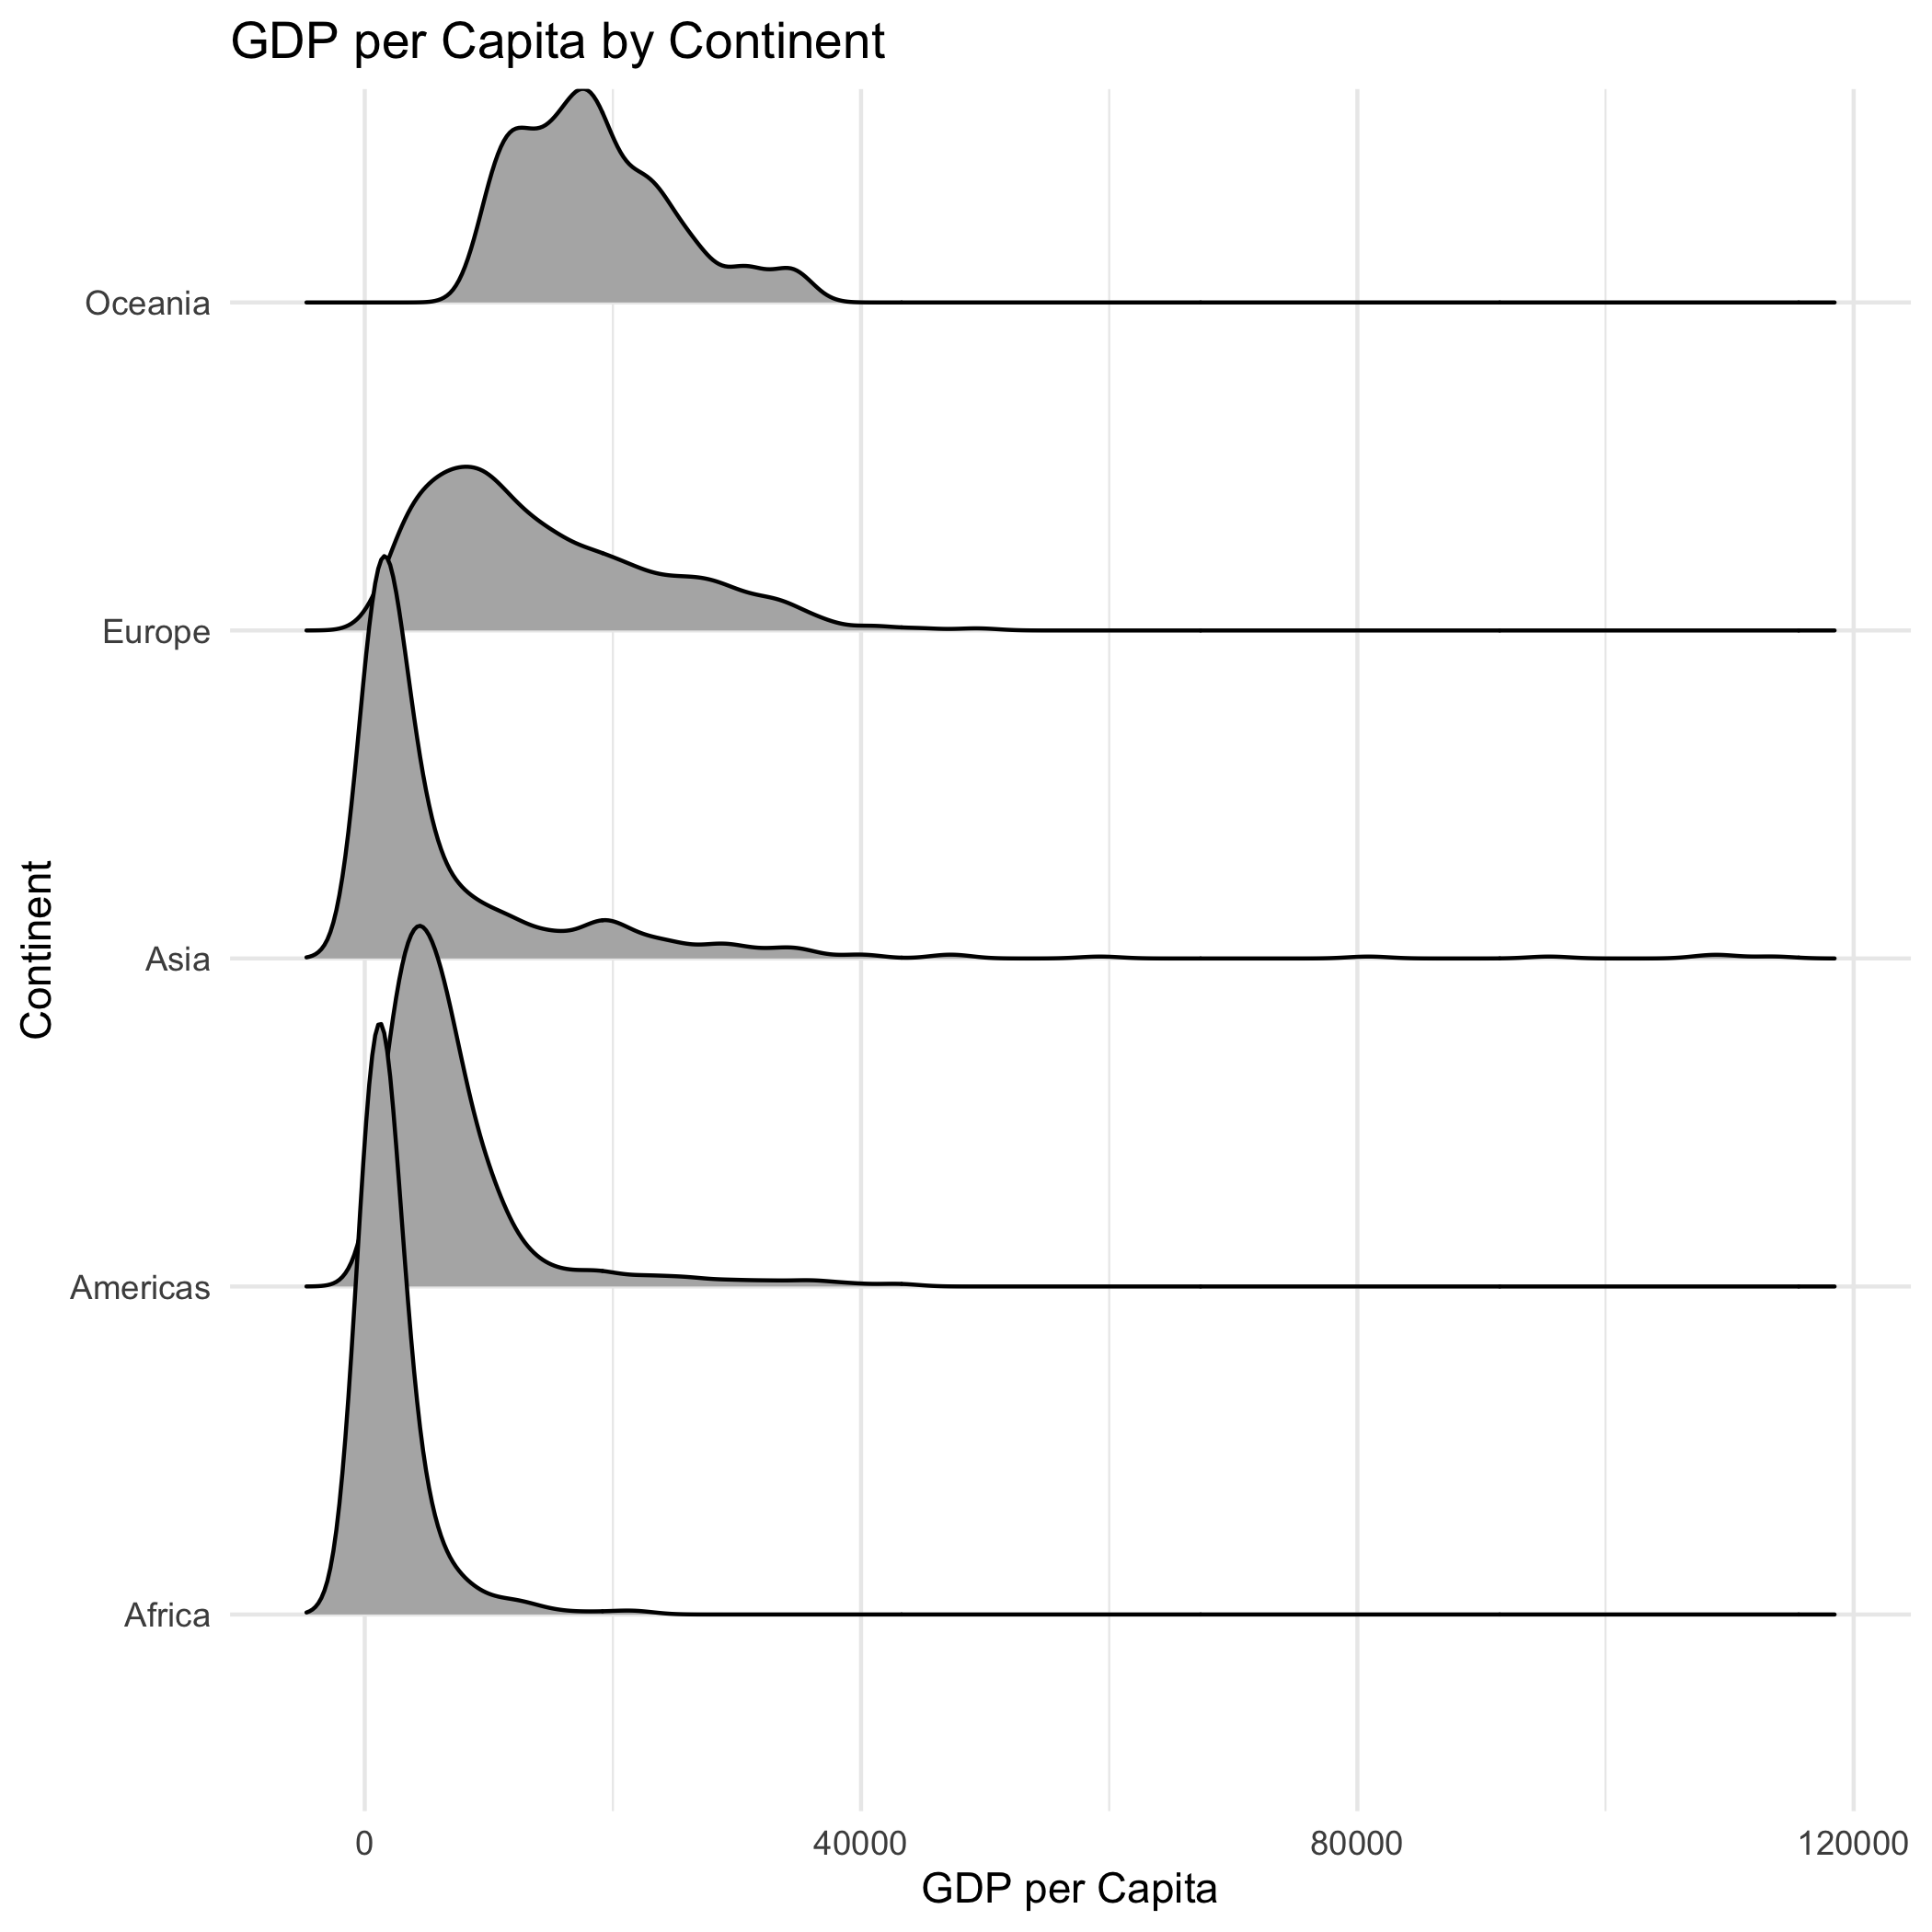 GDP per Capita by Continent
Oceania
Europe
Asia
Americas
Africa
Continent
0 40000 80000 120000
GDP per Capita